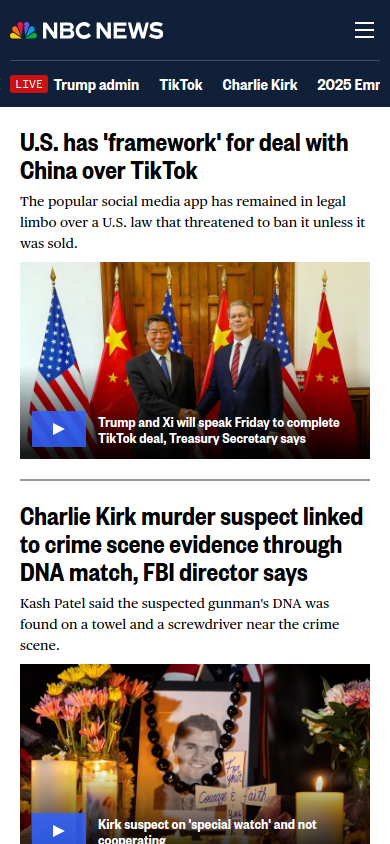 NBC NEWS
LIVE Trump admin TikTok Charlie Kirk 2025 Emr
U.S. has 'framework' for deal with
China over TikTok
The popular social media app has remained in legal
limbo over a U.S. law that threatened to ban it unless it
was sold.
Trump and Xi will speak Friday to complete
TikTok deal, Treasury Secretary says
Charlie Kirk murder suspect linked
to crime scene evidence through
DNA match, FBI director says
Kash Patel said the suspected gunman's DNA was
found on a towel and a screwdriver near the crime
scene.
For
your
Courage & faith
Kirk suspect on 'special watch' and not
cooperating